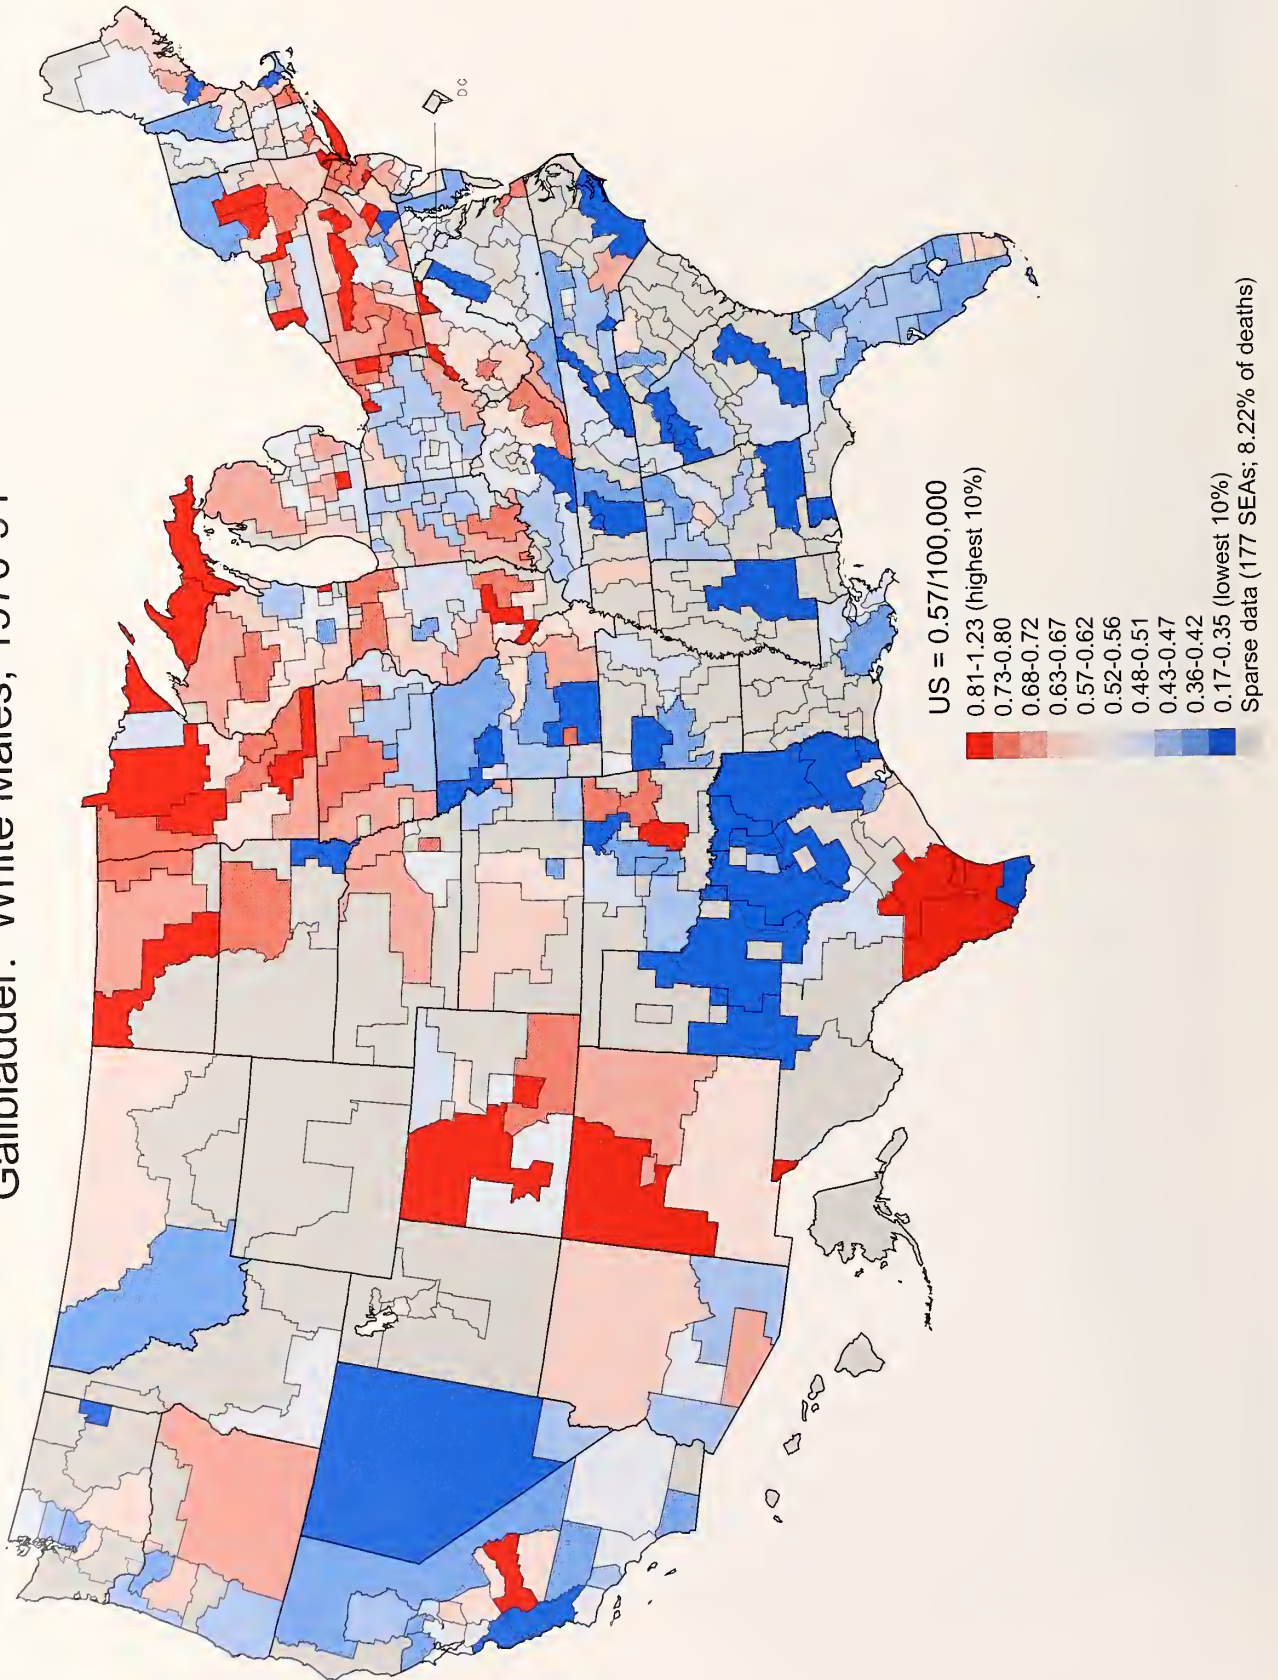 Gallbladder: White Males, 1970-94
DC
US = 0.57/100,000
0.81-1.23 (highest 10%)
0.73-0.80
0.68-0.72
0.63-0.67
0.57-0.62
0.52-0.56
0.48-0.51
0.43-0.47
0.36-0.42
0.17-0.35 (lowest 10%)
Sparse data (177 SEAs; 8.22% of deaths)